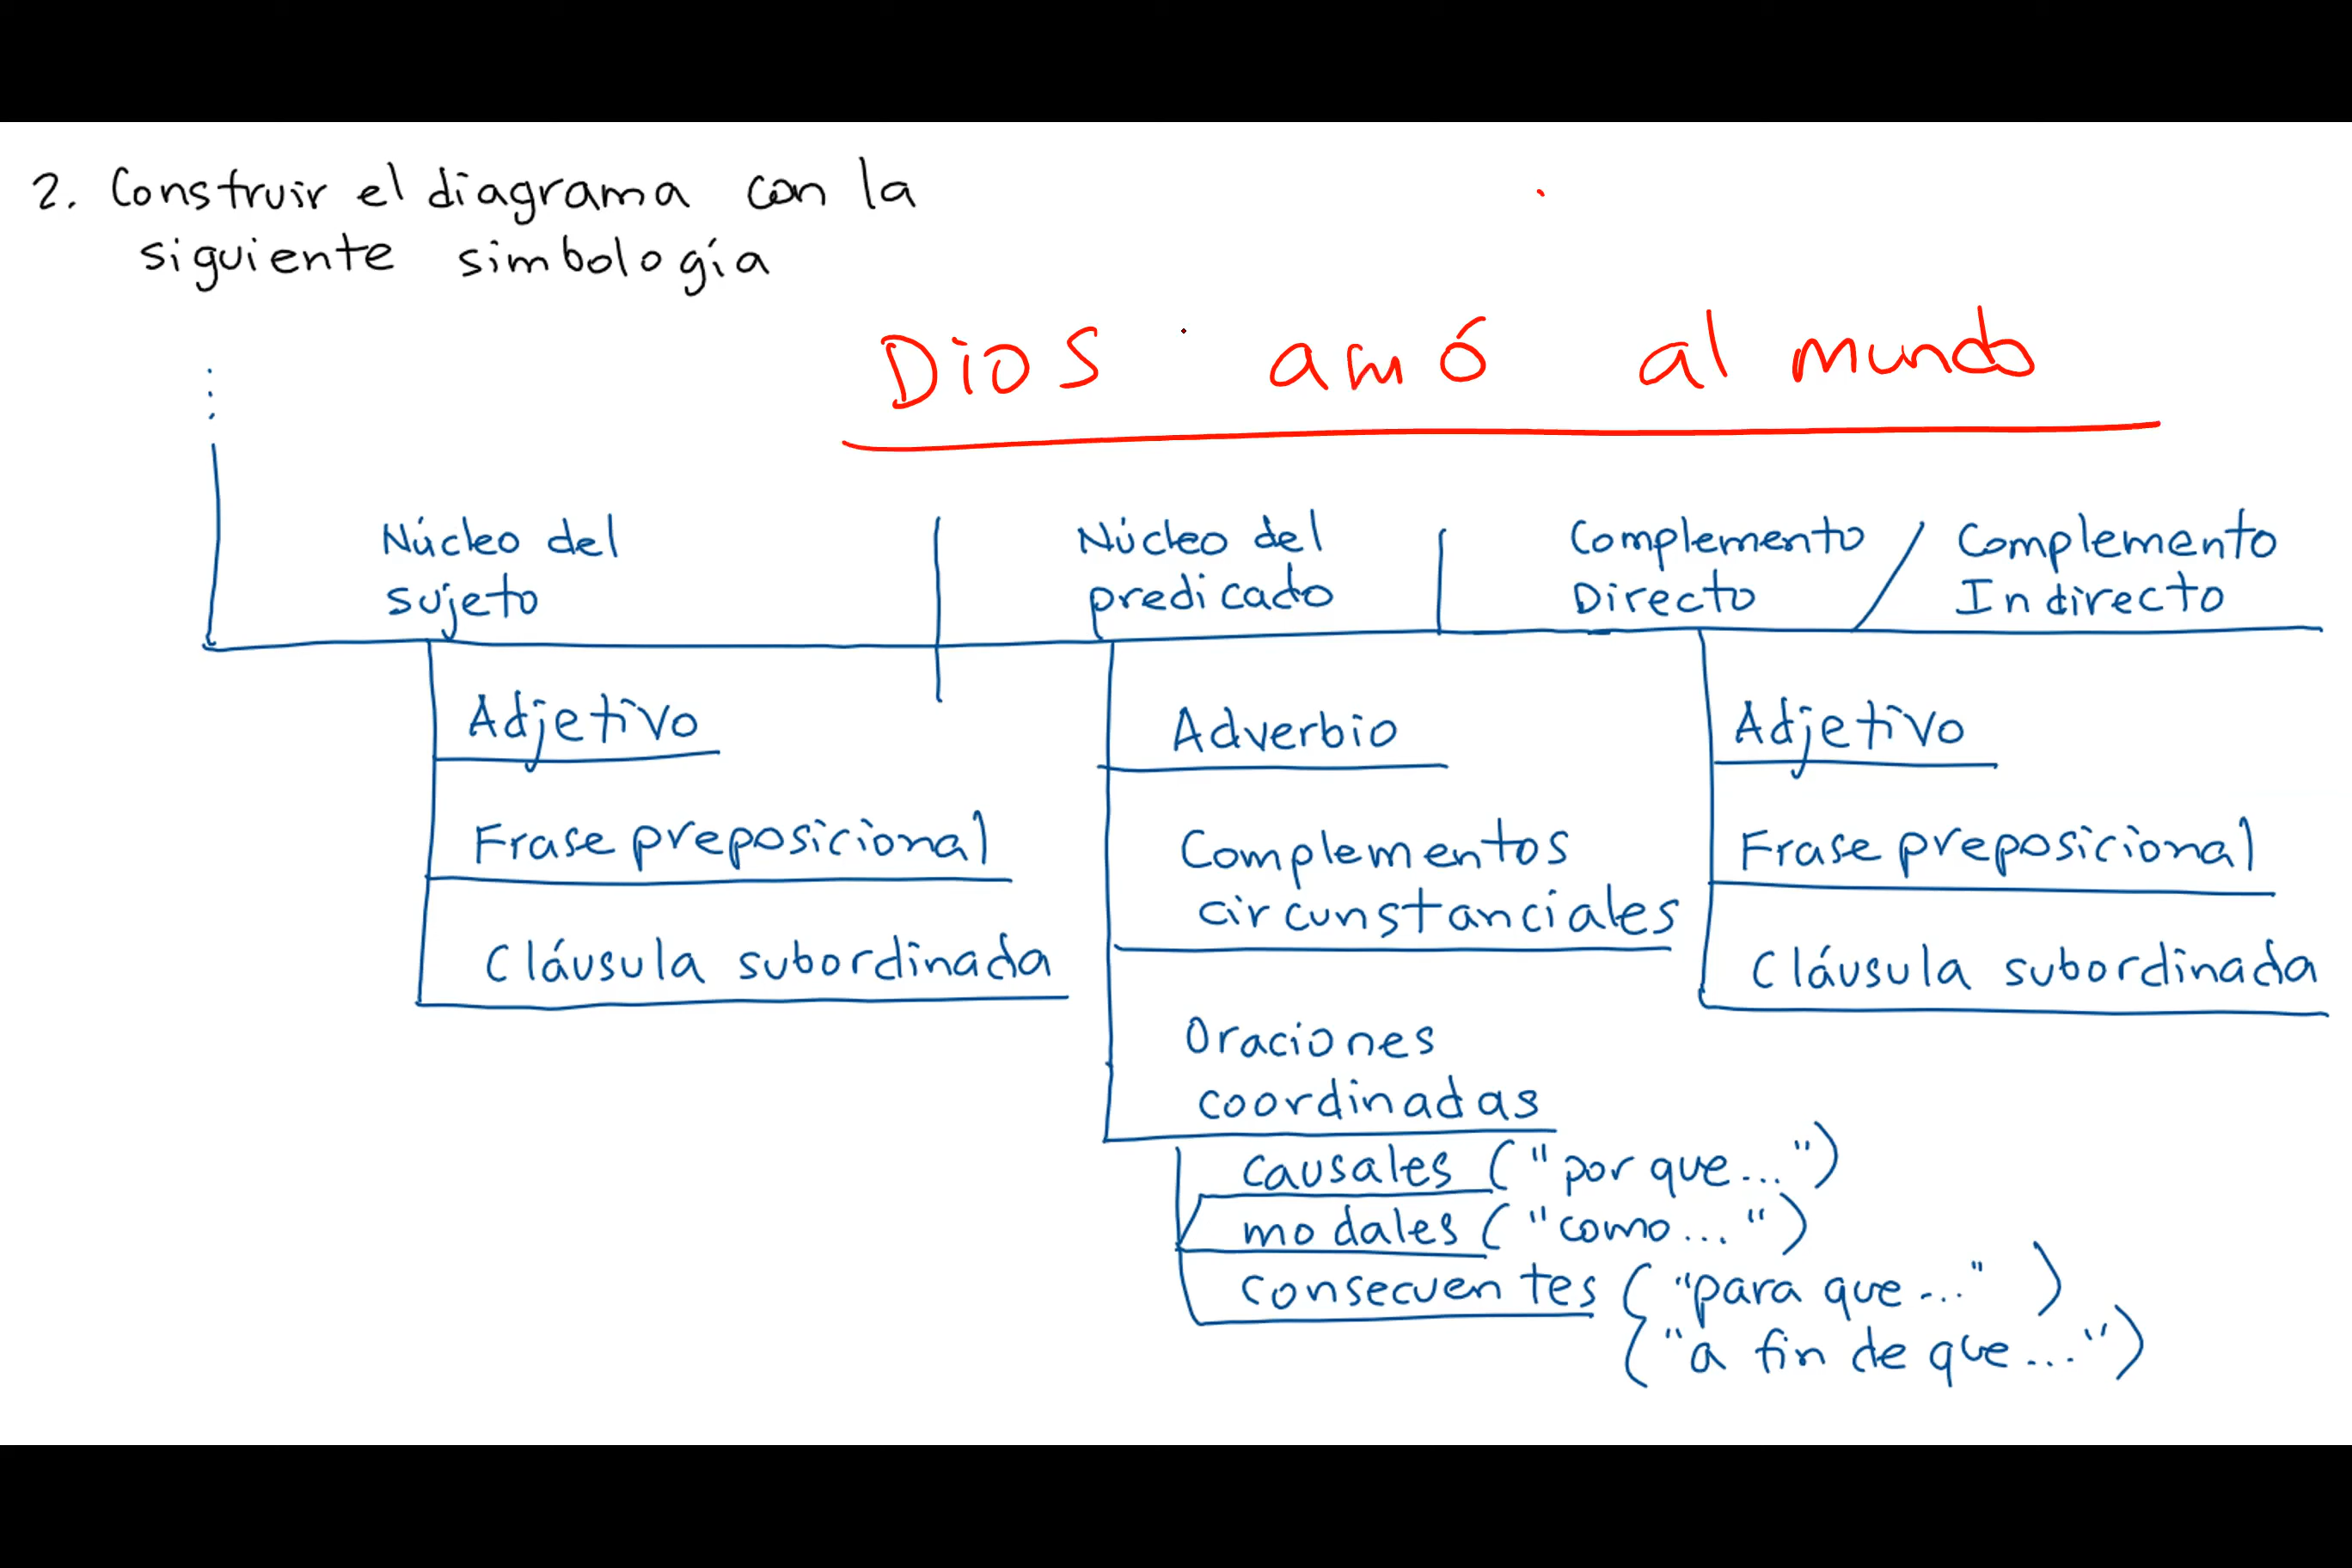 2. Construir el diagrama con la
siguiente simbología
Dios amó al mundo
Núcleo del
sujeto
Núcleo del
predicado
Complemento
Directo
Complemento
Indirecto
Adjetivo
Frase preposicional
Cláusula subordinada
Adverbio
Complementos
circunstanciales
Oraciones
coordinadas
causales ("por que...")
modales ("como...")
consecuentes ("para que...")
("a fin de que...")
Adjetivo
Frase preposicional
Cláusula subordinada